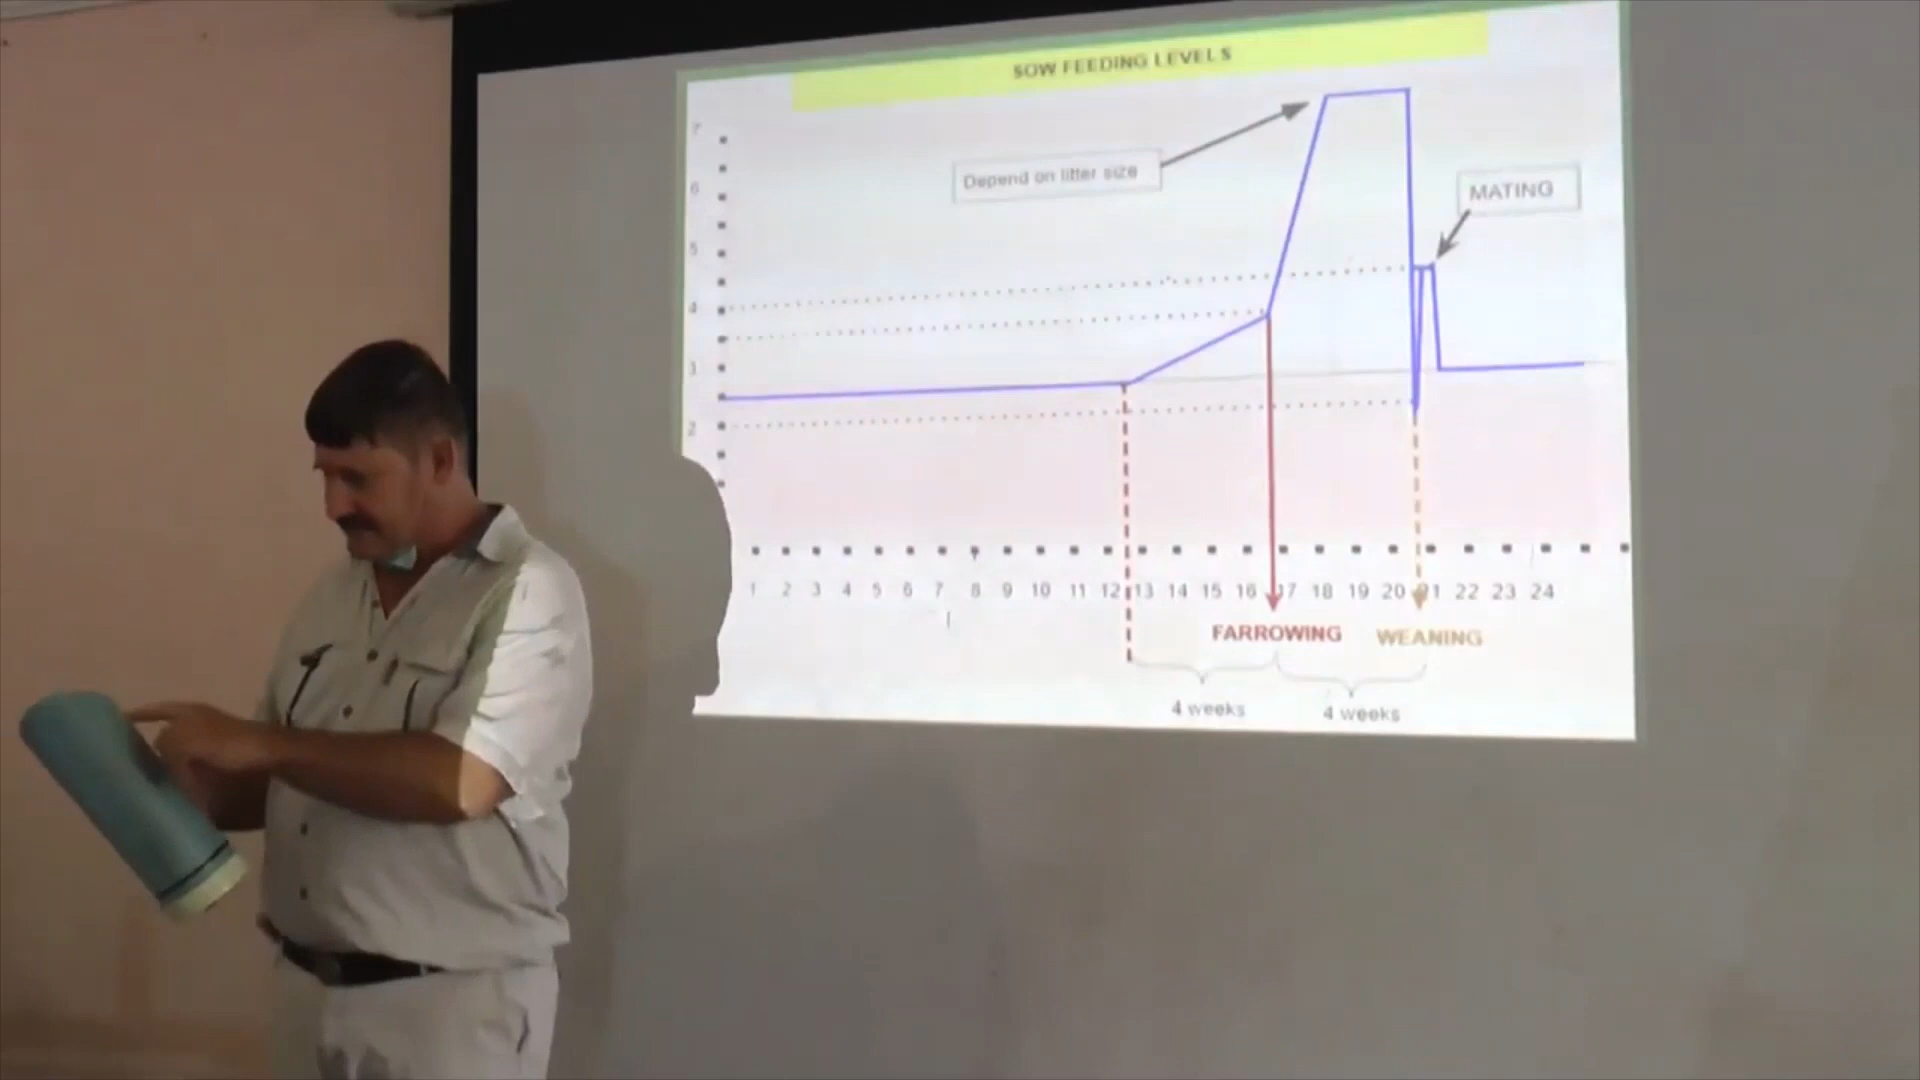 SOW FEEDING LEVELS
7
6
5
4
3
2
Depend on litter size
MATING
1 2 3 4 5 6 7 8 9 10 11 12 13 14 15 16 17 18 19 20 21 22 23 24
FARROWING WEANING
4 weeks 4 weeks